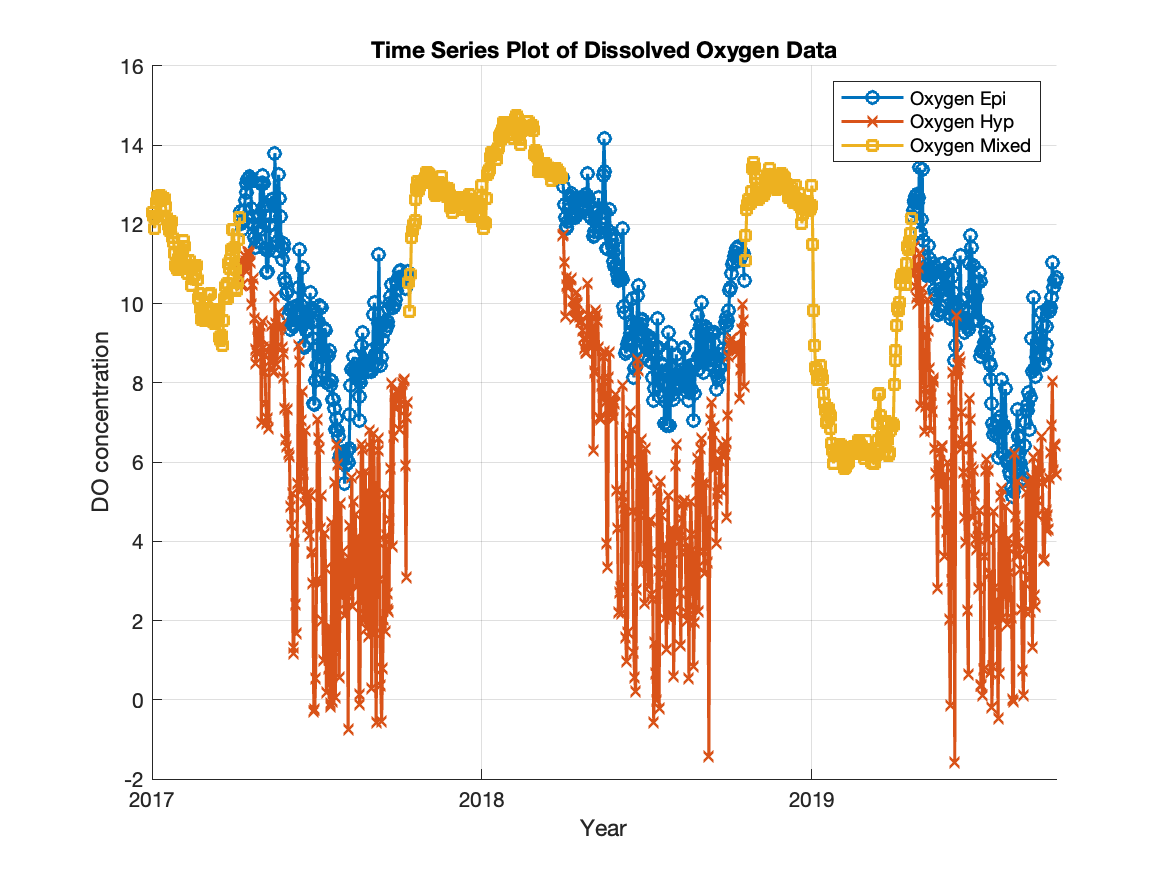 Time Series Plot of Dissolved Oxygen Data
16
14
12
10
8
6
4
2
0
-2
DO concentration
Oxygen Epi
Oxygen Hyp
Oxygen Mixed
2017
2018
2019
Year